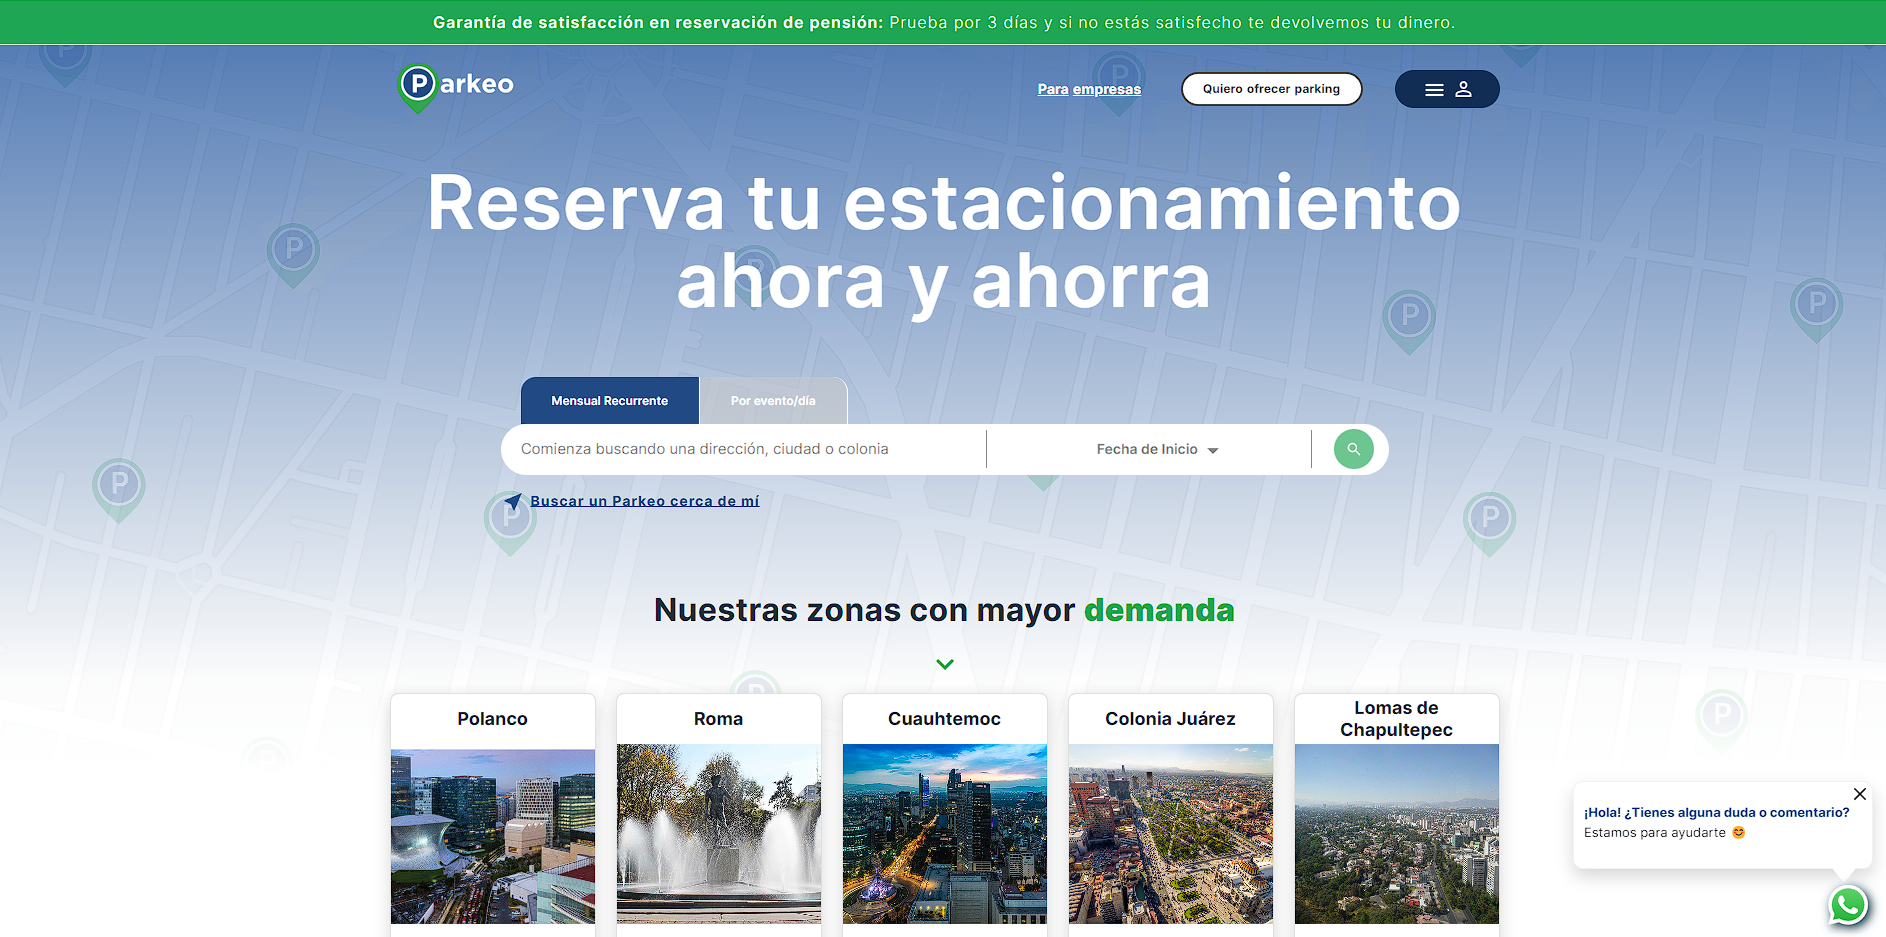 Garantía de satisfacción en reservación de pensión: Prueba por 3 días y si no estás satisfecho te devolvemos tu dinero.
Parkeo
Para empresas
Quiero ofrecer parking
Reserva tu estacionamiento
ahora y ahorra
Mensual Recurrente
Por evento/día
Comienza buscando una dirección, ciudad o colonia
Fecha de Inicio
Buscar un Parkeo cerca de mí
Nuestras zonas con mayor demanda
Polanco
Roma
Cuauhtemoc
Colonia Juárez
Lomas de
Chapultepec
¡Hola! ¿Tienes alguna duda o comentario?
Estamos para ayudarte 😊